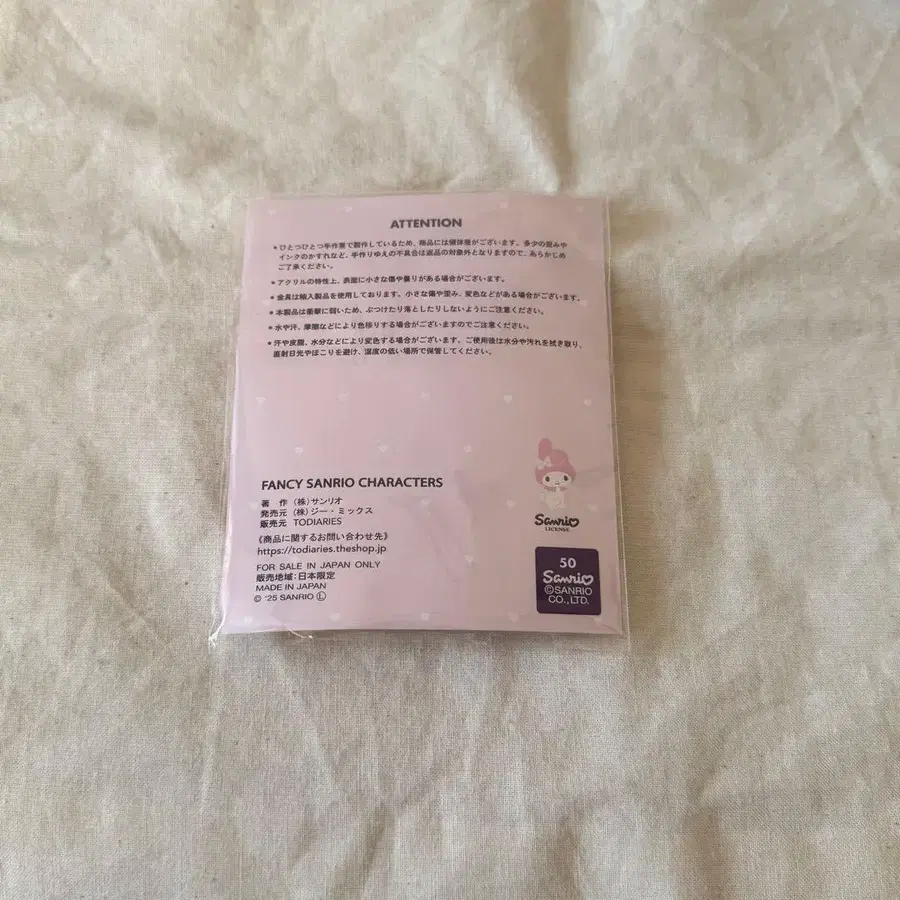 ATTENTION
●ひとつひとつ手作業で製作しているため、商品には個体差がございます。多少の歪みや
インクのかすれなど、手作りゆえの不具合は返品の対象外となりますので、あらかじめ
ご了承ください。
●アクリルの特性上、表面に小さな傷や曇りがある場合がございます。
●金具は輸入製品を使用しております。小さな傷や歪み、変色などがある場合がございます。
●本製品は衝撃に弱いため、ぶつけたり落としたりしないようにご注意ください。
●水や汗、摩擦などにより色移りする場合がございますのでご注意ください。
●汗や皮脂、水分などにより変色する場合がございます。ご使用後は水分や汚れを拭き取り、
直射日光やほこりを避け、湿度の低い場所で保管してください。
FANCY SANRIO CHARACTERS
著 作 (株)サンリオ
発売元 (株)ジー・ミックス
販売元 TODIARIES
《商品に関するお問い合わせ先》
https://todiaries.theshop.jp
FOR SALE IN JAPAN ONLY
販売地域:日本限定
MADE IN JAPAN
© '25 SANRIO Ⓛ
Sanrio
LICENSE
50
Sanrio
©SANRIO
CO.,LTD.